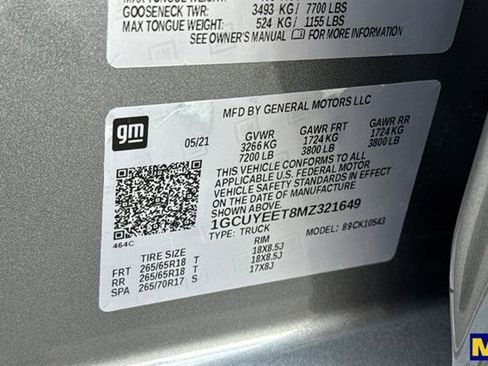 GOOSENECK TWR: 3493 KG / 7700 LBS
MAX TONGUE WEIGHT: 524 KG / 1155 LBS
SEE OWNER'S MANUAL FOR MORE INFORMATION
MFD BY GENERAL MOTORS LLC
gm
05/21
GVWR GAWR FRT GAWR RR
3266 KG 1724 KG 1724 KG
7200 LB 3800 LB 3800 LB
THIS VEHICLE CONFORMS TO ALL
APPLICABLE U.S. FEDERAL MOTOR
VEHICLE SAFETY STANDARDS IN EFFECT
ON THE DATE OF MANUFACTURE
SHOWN ABOVE.
1GCUYEET8MZ321649
TYPE: TRUCK MODEL: 89CK10543
464C
TIRE SIZE RIM
FRT 265/65R18 T 18X8.5J
RR 265/65R18 T 18X8.5J
SPA 265/70R17 S 17X8J
M